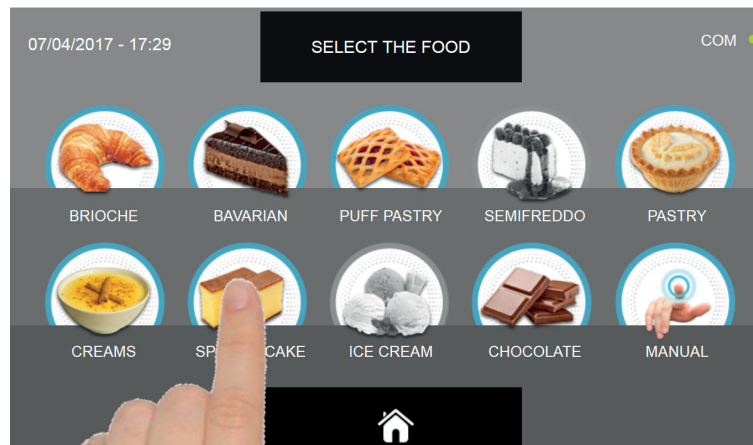 07/04/2017 - 17:29
SELECT THE FOOD
COM
BRIOCHE
BAVARIAN
PUFF PASTRY
SEMIFREDDO
PASTRY
CREAMS
SP CAKE
ICE CREAM
CHOCOLATE
MANUAL